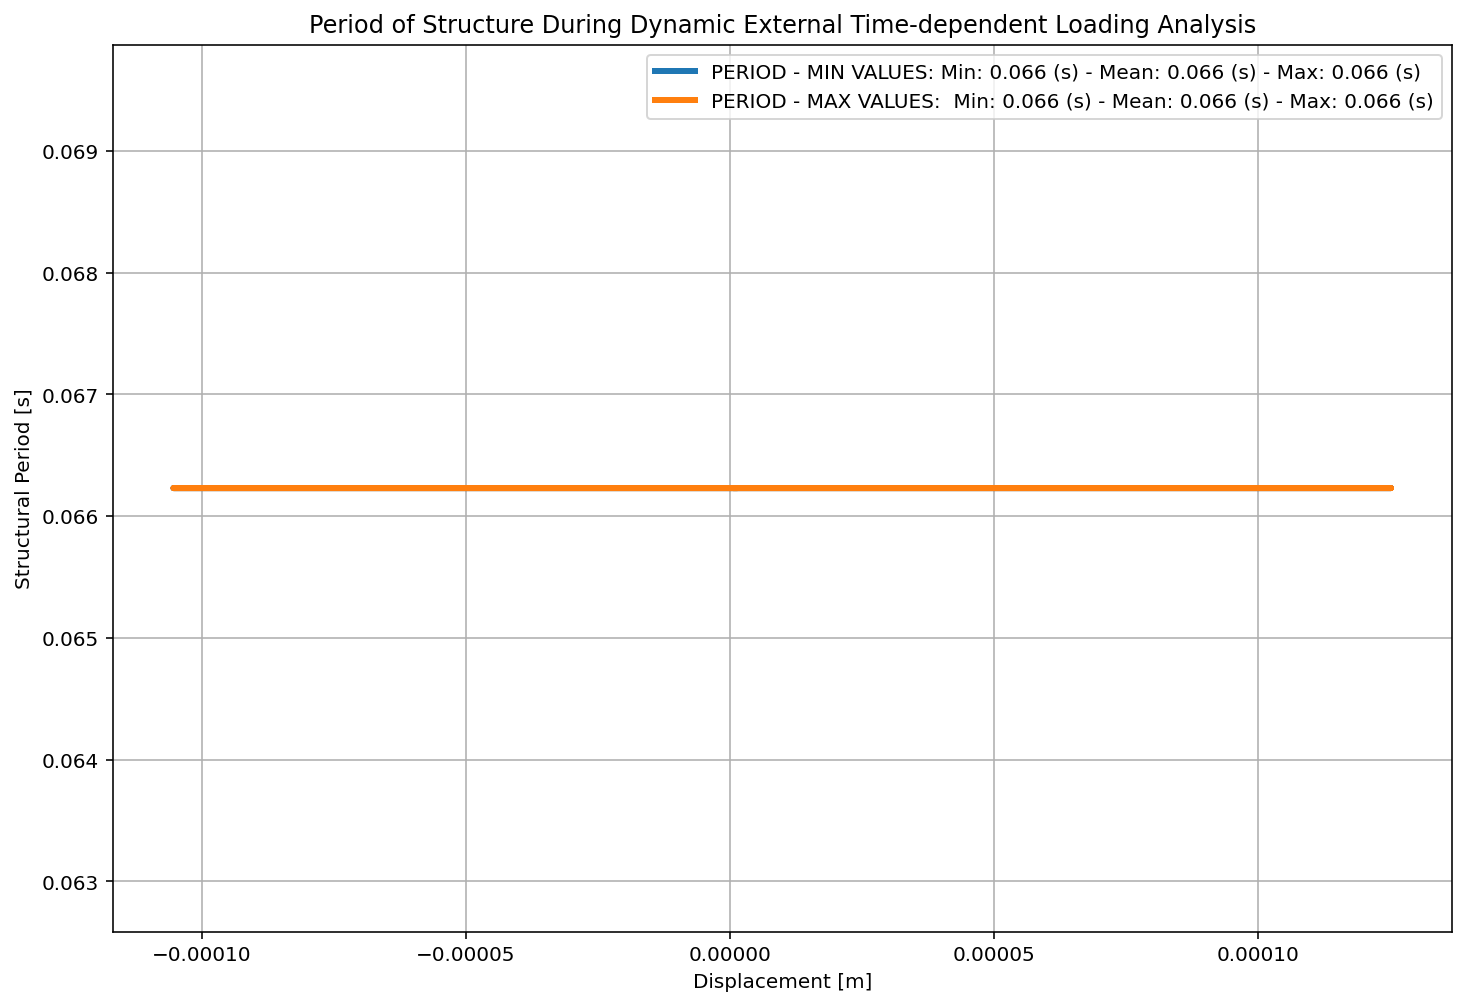 Period of Structure During Dynamic External Time-dependent Loading Analysis
PERIOD - MIN VALUES: Min: 0.066 (s) - Mean: 0.066 (s) - Max: 0.066 (s)
PERIOD - MAX VALUES:  Min: 0.066 (s) - Mean: 0.066 (s) - Max: 0.066 (s)
Structural Period [s]
0.069
0.068
0.067
0.066
0.065
0.064
0.063
−0.00010
−0.00005
0.00000
0.00005
0.00010
Displacement [m]